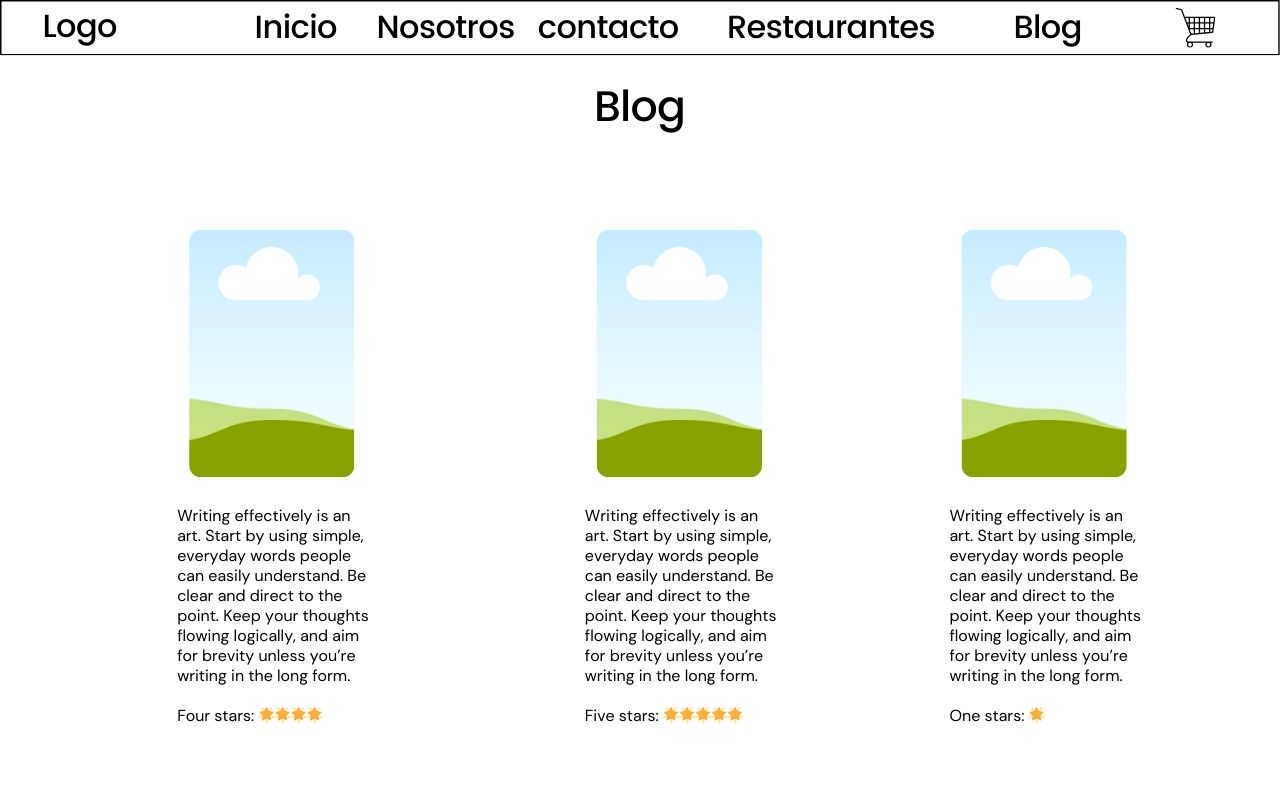 Logo Inicio Nosotros contacto Restaurantes Blog
Blog
Writing effectively is an
art. Start by using simple,
everyday words people
can easily understand. Be
clear and direct to the
point. Keep your thoughts
flowing logically, and aim
for brevity unless you’re
writing in the long form.
Four stars: 🌟🌟🌟🌟
Writing effectively is an
art. Start by using simple,
everyday words people
can easily understand. Be
clear and direct to the
point. Keep your thoughts
flowing logically, and aim
for brevity unless you’re
writing in the long form.
Five stars: 🌟🌟🌟🌟🌟
Writing effectively is an
art. Start by using simple,
everyday words people
can easily understand. Be
clear and direct to the
point. Keep your thoughts
flowing logically, and aim
for brevity unless you’re
writing in the long form.
One stars: 🌟